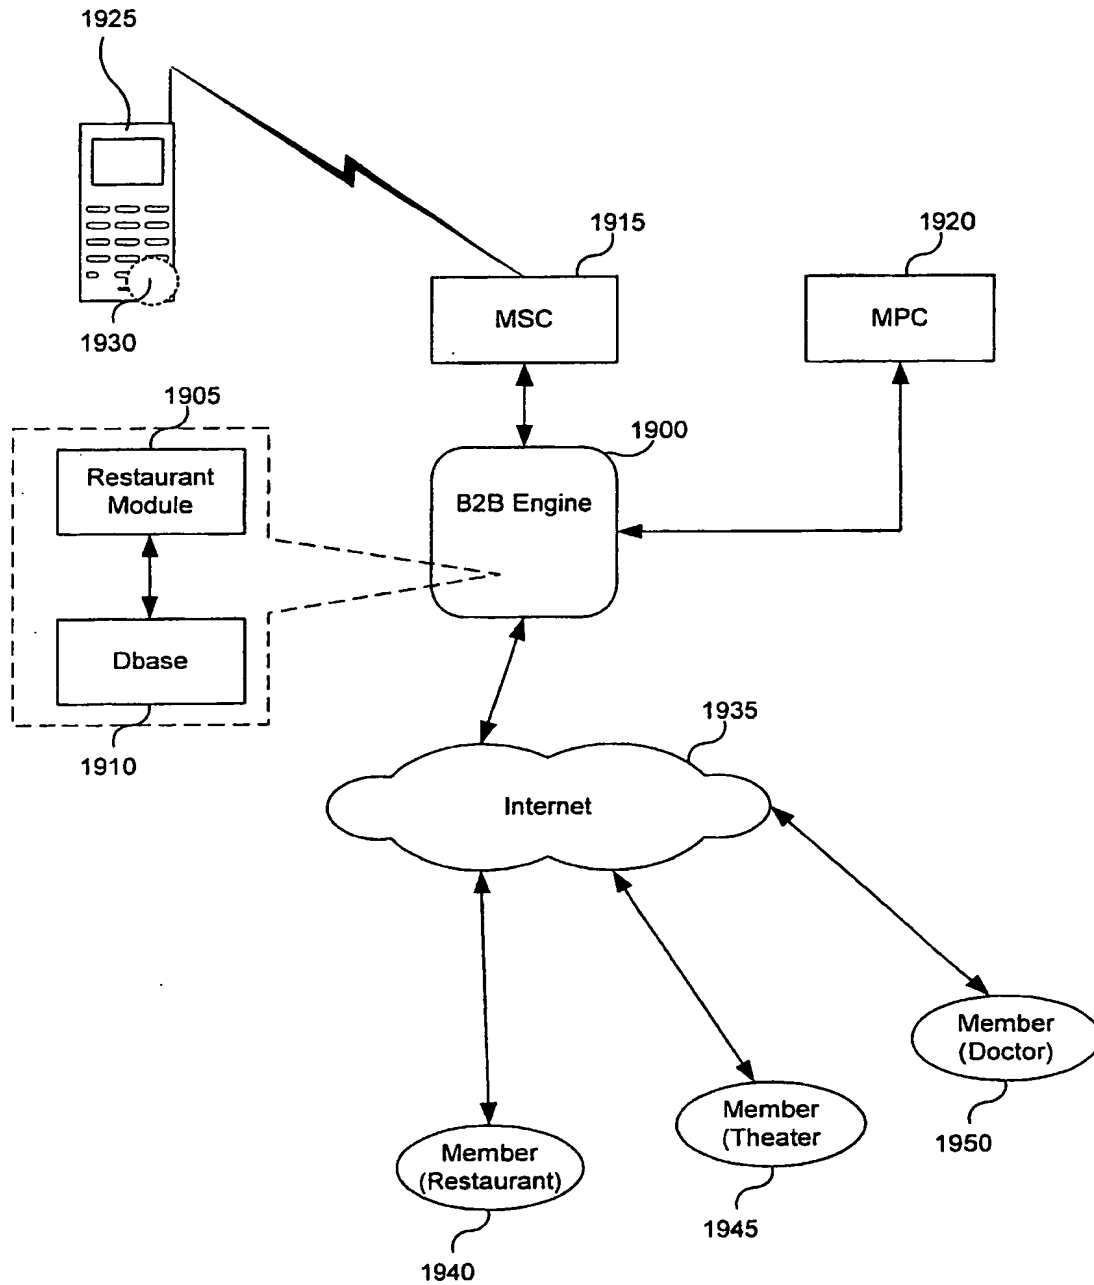 1925
1915
1920
MSC
MPC
1930
1905
1900
Restaurant
Module
B2B Engine
Dbase
1935
1910
Internet
Member
(Doctor)
Member
(Theater
1950
Member
(Restaurant)
1945
1940